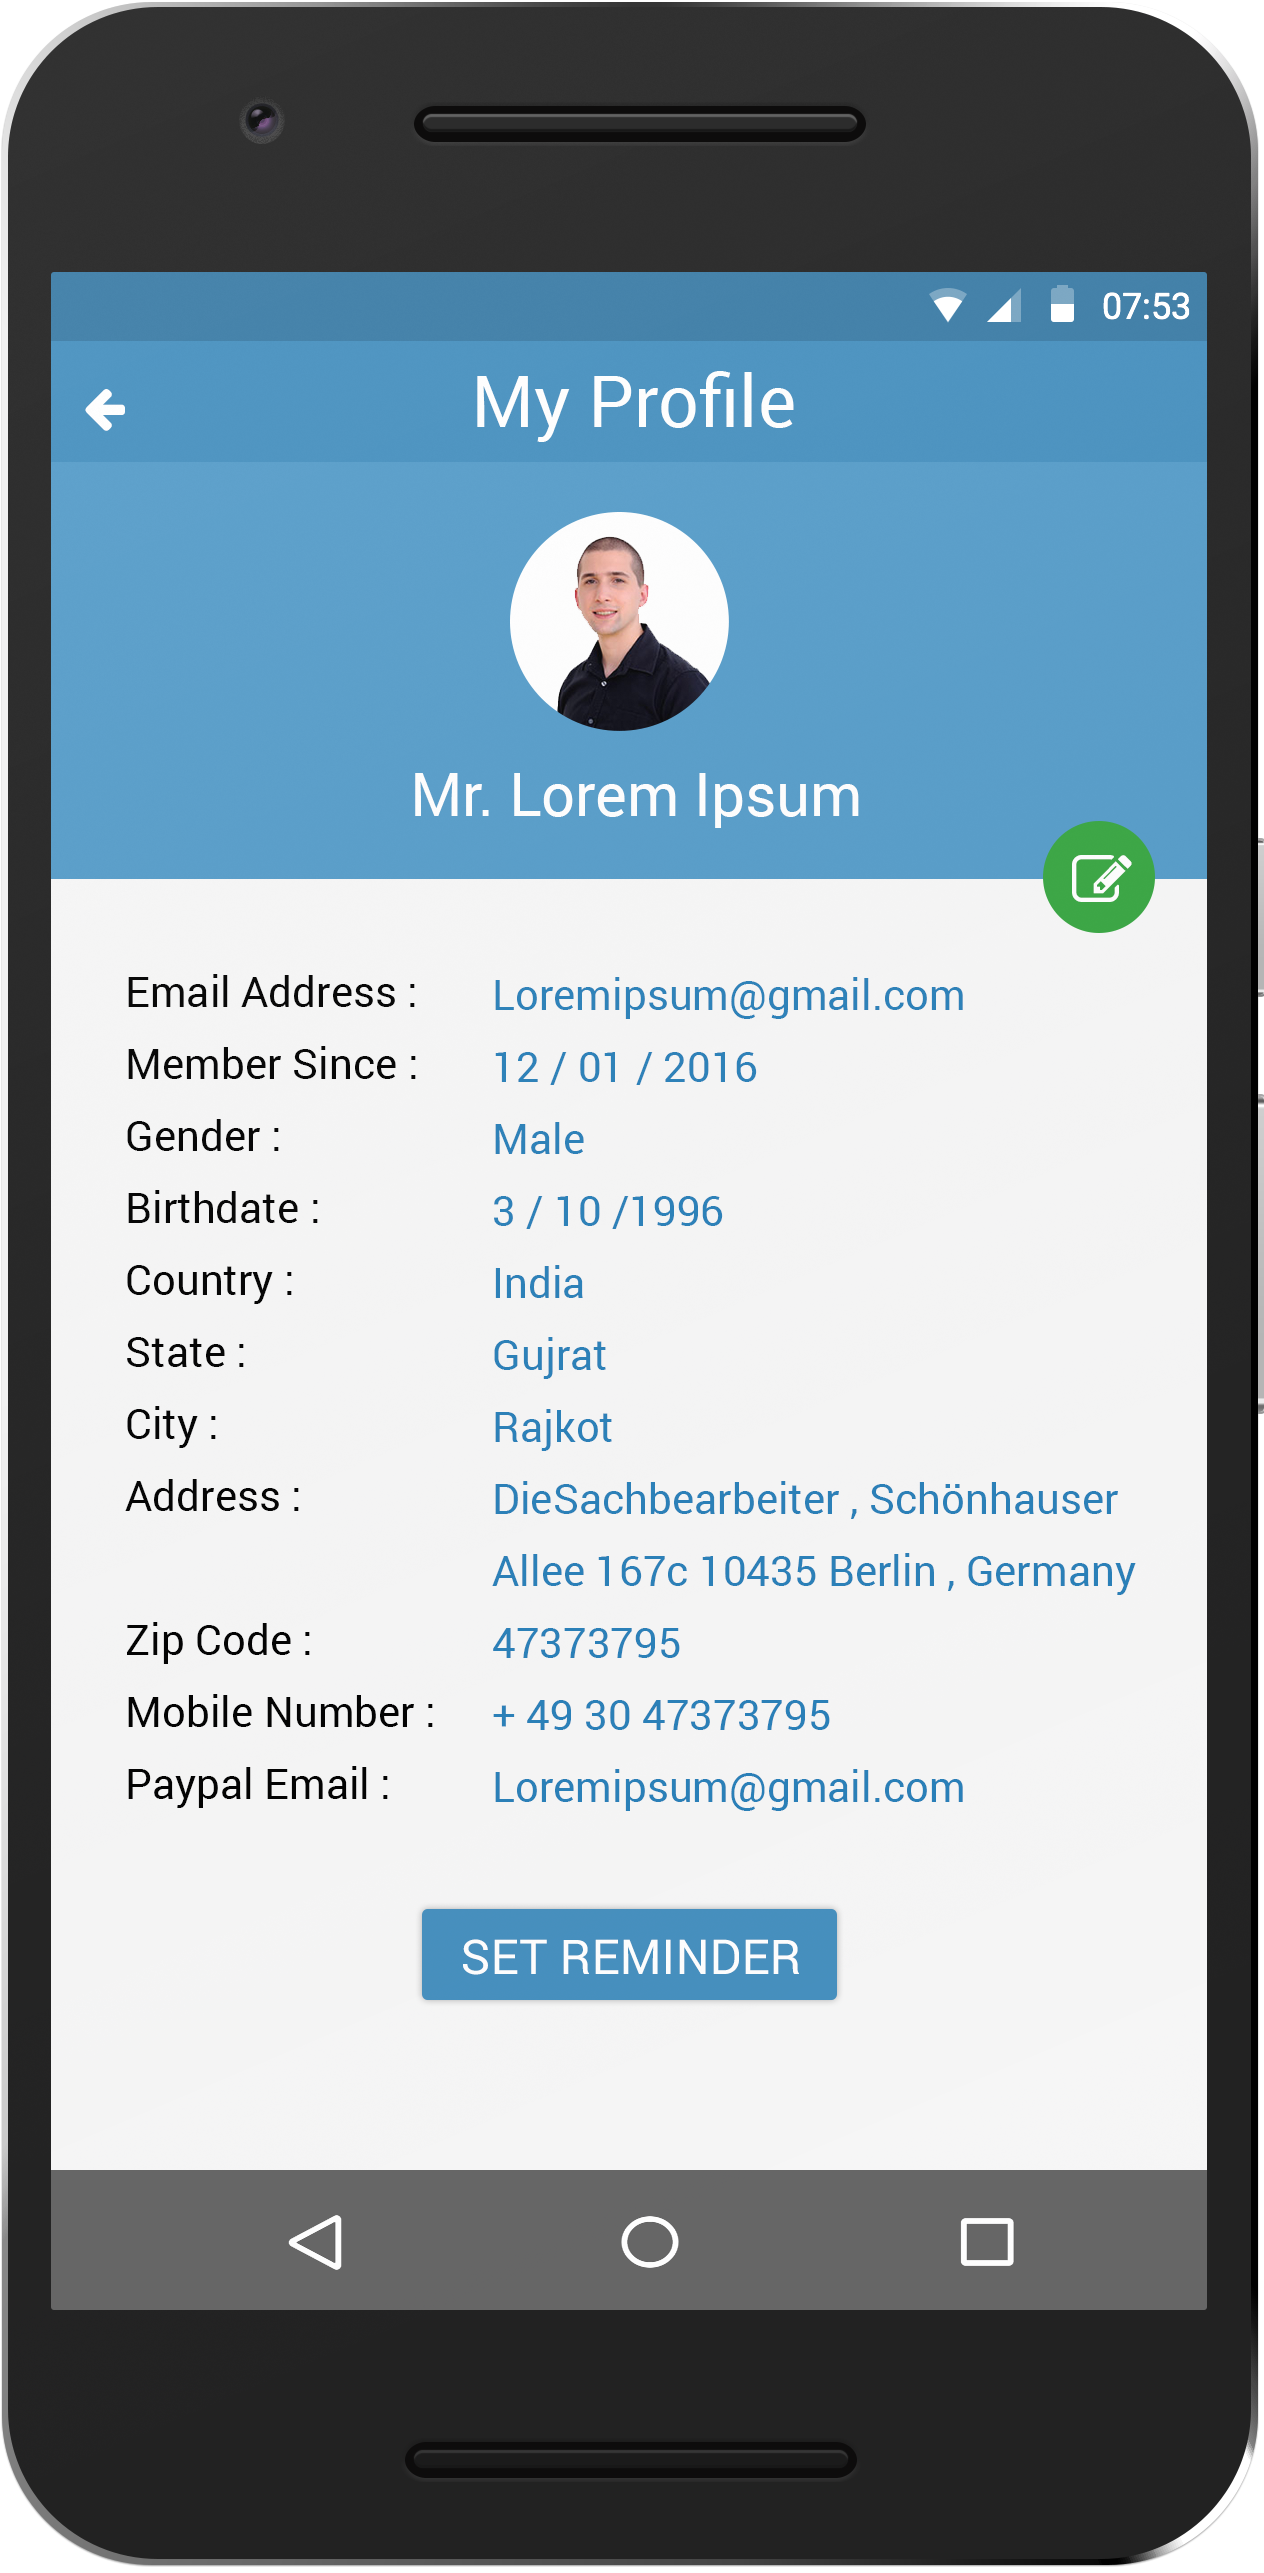 07:53
My Profile
Mr. Lorem Ipsum
Email Address : Loremipsum@gmail.com
Member Since : 12 / 01 / 2016
Gender : Male
Birthdate : 3 / 10 /1996
Country : India
State : Gujrat
City : Rajkot
Address : DieSachbearbeiter , Schönhauser
Allee 167c 10435 Berlin , Germany
Zip Code : 47373795
Mobile Number : + 49 30 47373795
Paypal Email : Loremipsum@gmail.com
SET REMINDER